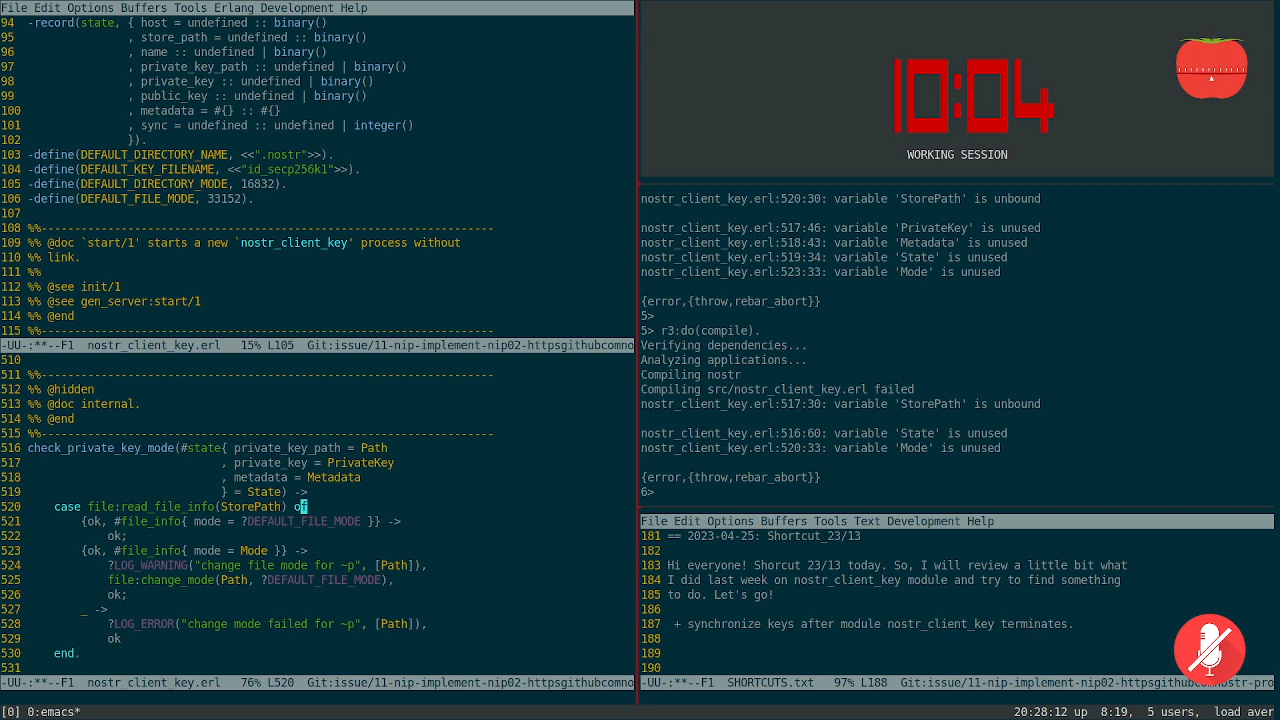 File Edit Options Buffers Tools Erlang Development Help
94 -record(state, { host = undefined :: binary()
95 , store_path = undefined :: binary()
96 , name :: undefined | binary()
97 , private_key_path :: undefined | binary()
98 , private_key :: undefined | binary()
99 , public_key :: undefined | binary()
100 , metadata = #{} :: #{}
101 , sync = undefined :: undefined | integer()
102 }).
103 -define(DEFAULT_DIRECTORY_NAME, <<".nostr">>).
104 -define(DEFAULT_KEY_FILENAME, <<"id_secp256k1">>).
105 -define(DEFAULT_DIRECTORY_MODE, 16832).
106 -define(DEFAULT_FILE_MODE, 33152).
107
108 %%--------------------------------------------------------------------
109 %% @doc `start/1' starts a new `nostr_client_key' process without
110 %% link.
111 %%
112 %% @see init/1
113 %% @see gen_server:start/1
114 %% @end
115 %%--------------------------------------------------------------------
-UU-:**--F1 nostr_client_key.erl 15% L105 Git:issue/11-nip-implement-nip02-httpsgithubcomno
510
511 %%--------------------------------------------------------------------
512 %% @hidden
513 %% @doc internal.
514 %% @end
515 %%--------------------------------------------------------------------
516 check_private_key_mode(#state{ private_key_path = Path
517 , private_key = PrivateKey
518 , metadata = Metadata
519 } = State) ->
520 case file:read_file_info(StorePath) of
521 {ok, #file_info{ mode = ?DEFAULT_FILE_MODE }} ->
522 ok;
523 {ok, #file_info{ mode = Mode }} ->
524 ?LOG_WARNING("change file mode for ~p", [Path]),
525 file:change_mode(Path, ?DEFAULT_FILE_MODE),
526 ok;
527 _ ->
528 ?LOG_ERROR("change mode failed for ~p", [Path]),
529 ok
530 end.
531
-UU-:**--F1 nostr_client_key.erl 76% L520 Git:issue/11-nip-implement-nip02-httpsgithubcomno
10:04
WORKING SESSION
nostr_client_key.erl:520:30: variable 'StorePath' is unbound
nostr_client_key.erl:517:46: variable 'PrivateKey' is unused
nostr_client_key.erl:518:43: variable 'Metadata' is unused
nostr_client_key.erl:519:34: variable 'State' is unused
nostr_client_key.erl:523:33: variable 'Mode' is unused
{error,{throw,rebar_abort}}
5>
5> r3:do(compile).
Verifying dependencies...
Analyzing applications...
Compiling nostr
Compiling src/nostr_client_key.erl failed
nostr_client_key.erl:517:30: variable 'StorePath' is unbound
nostr_client_key.erl:516:60: variable 'State' is unused
nostr_client_key.erl:520:33: variable 'Mode' is unused
{error,{throw,rebar_abort}}
6>
File Edit Options Buffers Tools Text Development Help
181 == 2023-04-25: Shortcut_23/13
182
183 Hi everyone! Shorcut 23/13 today. So, I will review a little bit what
184 I did last week on nostr_client_key module and try to find something
185 to do. Let's go!
186
187 + synchronize keys after module nostr_client_key terminates.
188
189
190
-UU-:**--F1 SHORTCUTS.txt 97% L188 Git:issue/11-nip-implement-nip02-httpsgithubcomnostr-pro
[0] 0:emacs* 20:28:12 up 8:19, 5 users, load aver